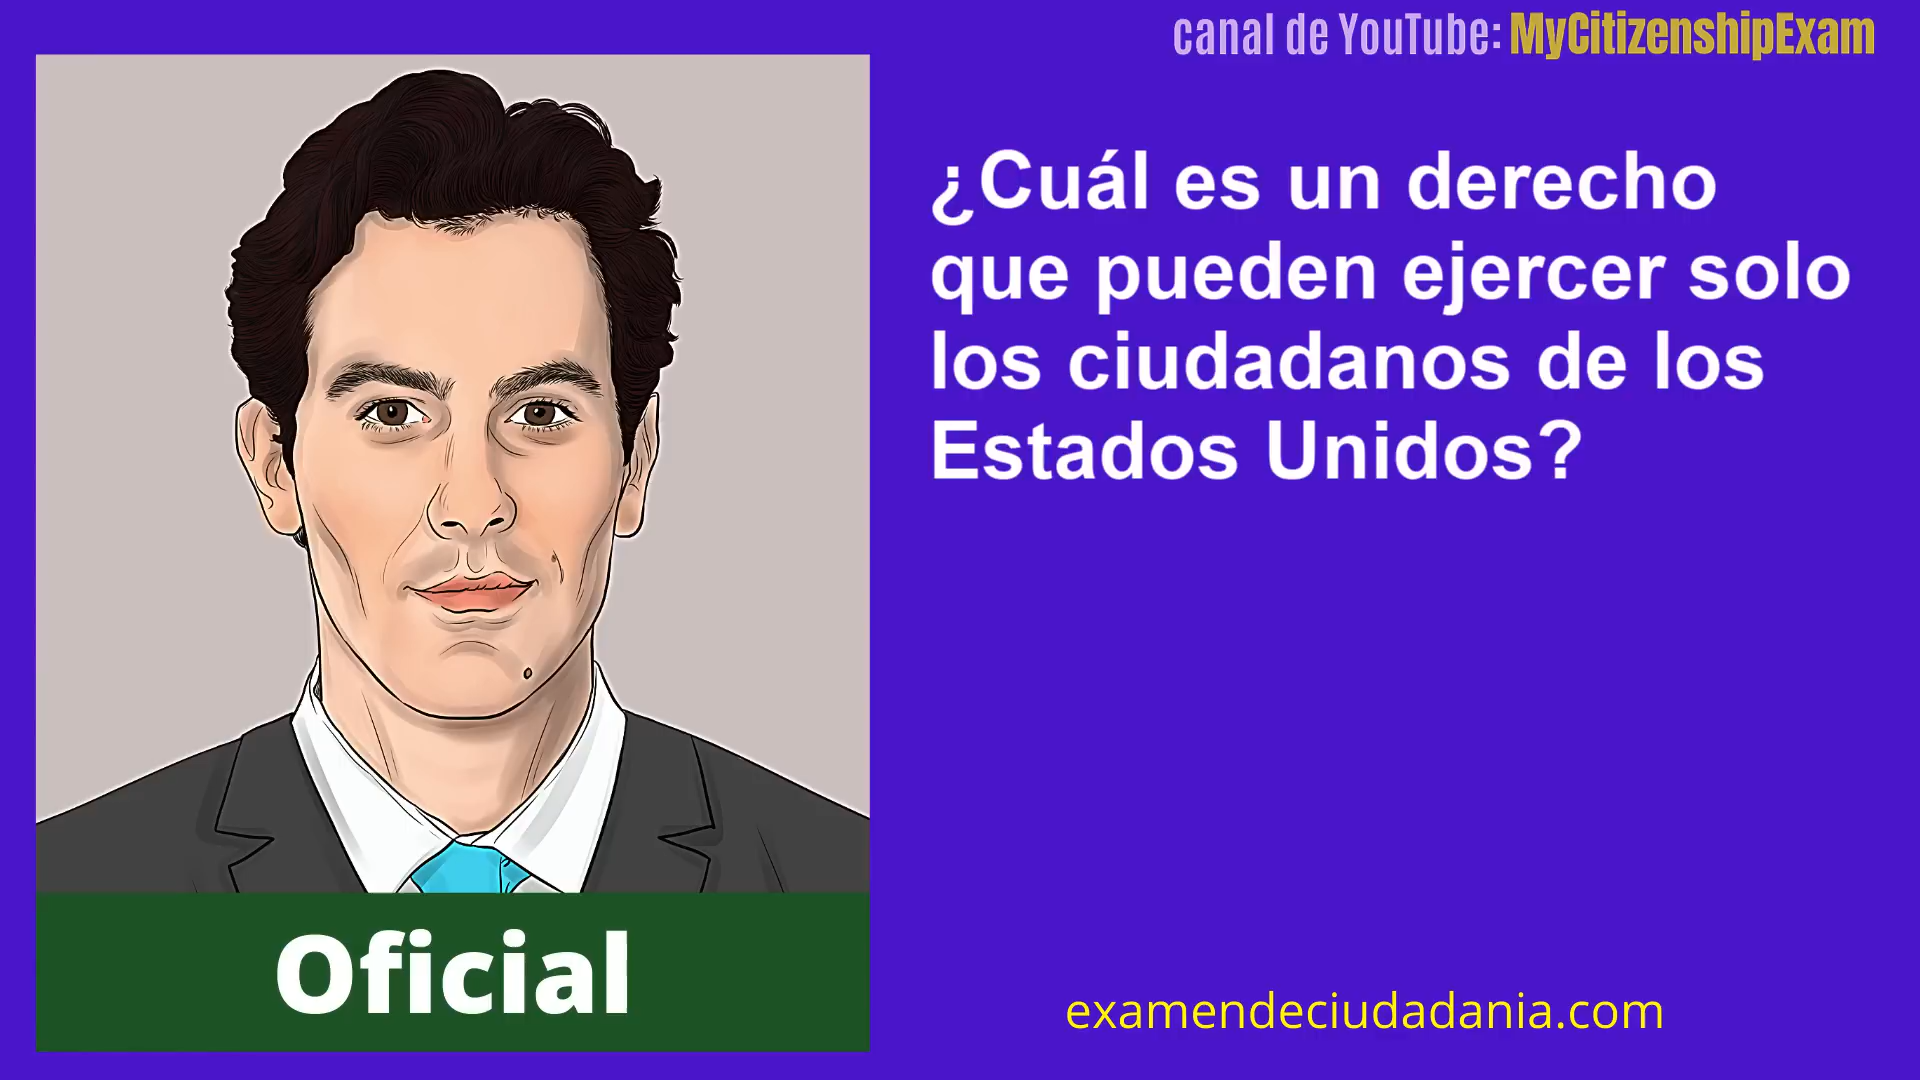 canal de YouTube: MyCitizenshipExam
¿Cuál es un derecho
que pueden ejercer solo
los ciudadanos de los
Estados Unidos?
Oficial
examendeciudadania.com